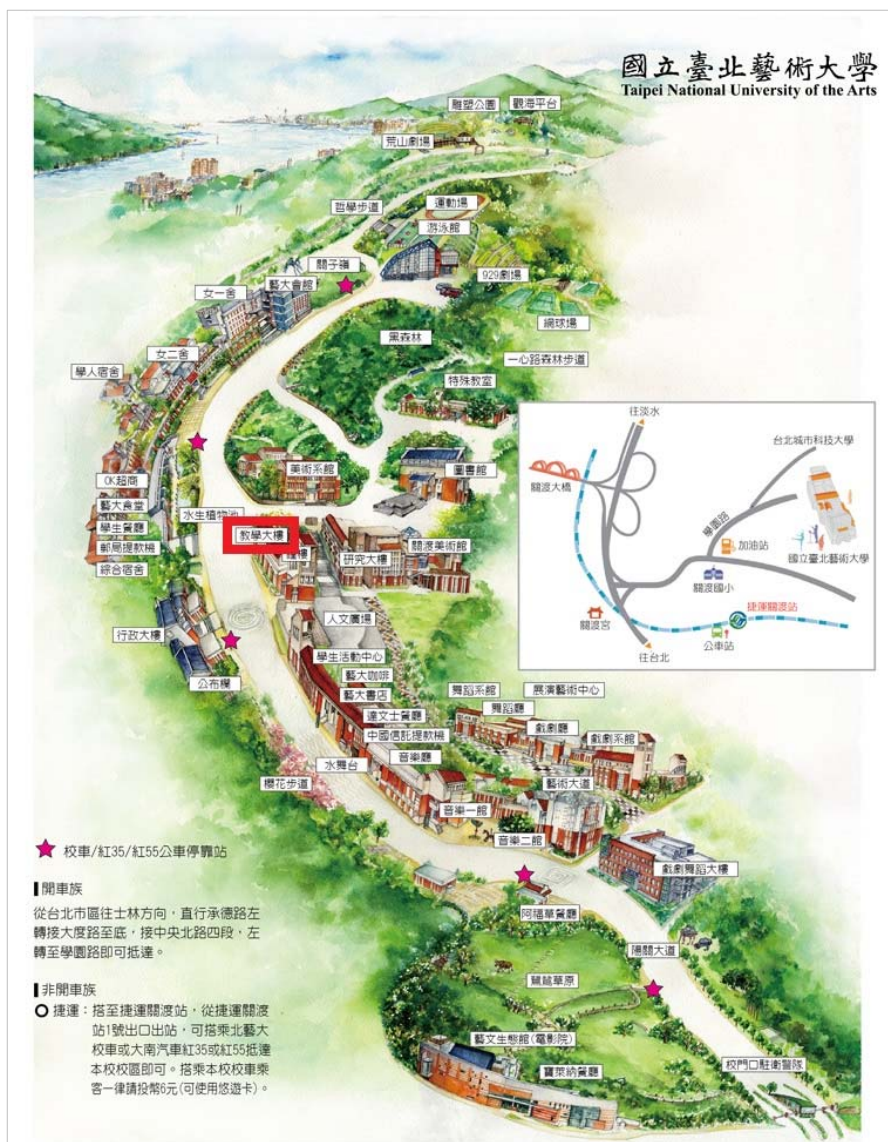 國立臺北藝術大學
Taipei National University of the Arts
雕塑公園
觀海平台
荒山劇場
哲學步道
運動場
游泳館
關子嶺
929劇場
女一舍
藝大會館
網球場
黑森林
女二舍
一心路森林步道
學人宿舍
特殊教室
美術系館
圖書館
OK超商
藝大食堂
水生植物池
學生餐廳
教學大樓
郵局提款機
研究大樓
關渡美術館
綜合宿舍
人文廣場
行政大樓
學生活動中心
公布欄
藝大咖啡
藝大書店
舞蹈系館
展演藝術中心
舞蹈廳
達文士餐廳
戲劇廳
中國信託提款機
戲劇系館
水舞台
音樂廳
櫻花步道
藝術大道
音樂一館
音樂二館
戲劇舞蹈大樓
阿福草餐廳
陽關大道
鷺鷥草原
藝文生態館(電影院)
寶萊納餐廳
校門口駐衛警隊
往淡水
台北城市科技大學
關渡大橋
學園路
加油站
國立臺北藝術大學
關渡國小
捷運關渡站
關渡宮
公車站
往台北
校車/紅35/紅55公車停靠站
開車族
從台北市區往士林方向,直行承德路左
轉接大度路至底,接中央北路四段,左
轉至學園路即可抵達。
非開車族
捷運:搭至捷運關渡站,從捷運關渡
站1號出口出站,可搭乘北藝大
校車或大南汽車紅35或紅55抵達
本校校區即可。搭乘本校校車乘
客一律請投幣6元(可使用悠遊卡)。